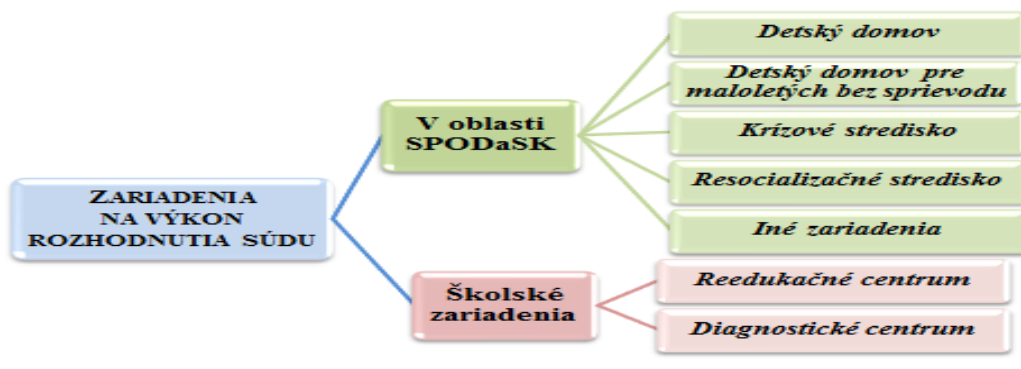 ZARIADENIA
NA VÝKON
ROZHODNUTIA SÚDU
V oblasti
SPODaSK
Detský domov
Detský domov pre
maloletých bez sprievodu
Krízové stredisko
Resocializačné stredisko
Iné zariadenia
Školské
zariadenia
Reedukačné centrum
Diagnostické centrum